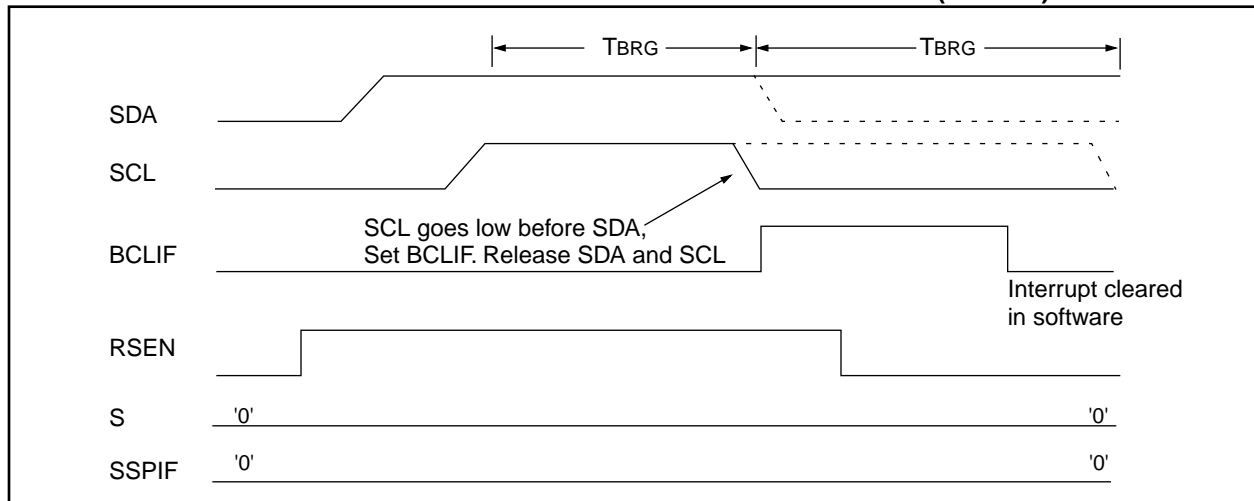 TBRG TBRG
SDA
SCL
SCL goes low before SDA,
Set BCLIF. Release SDA and SCL
BCLIF
Interrupt cleared
in software
RSEN
S '0' '0'
SSPIF '0' '0'